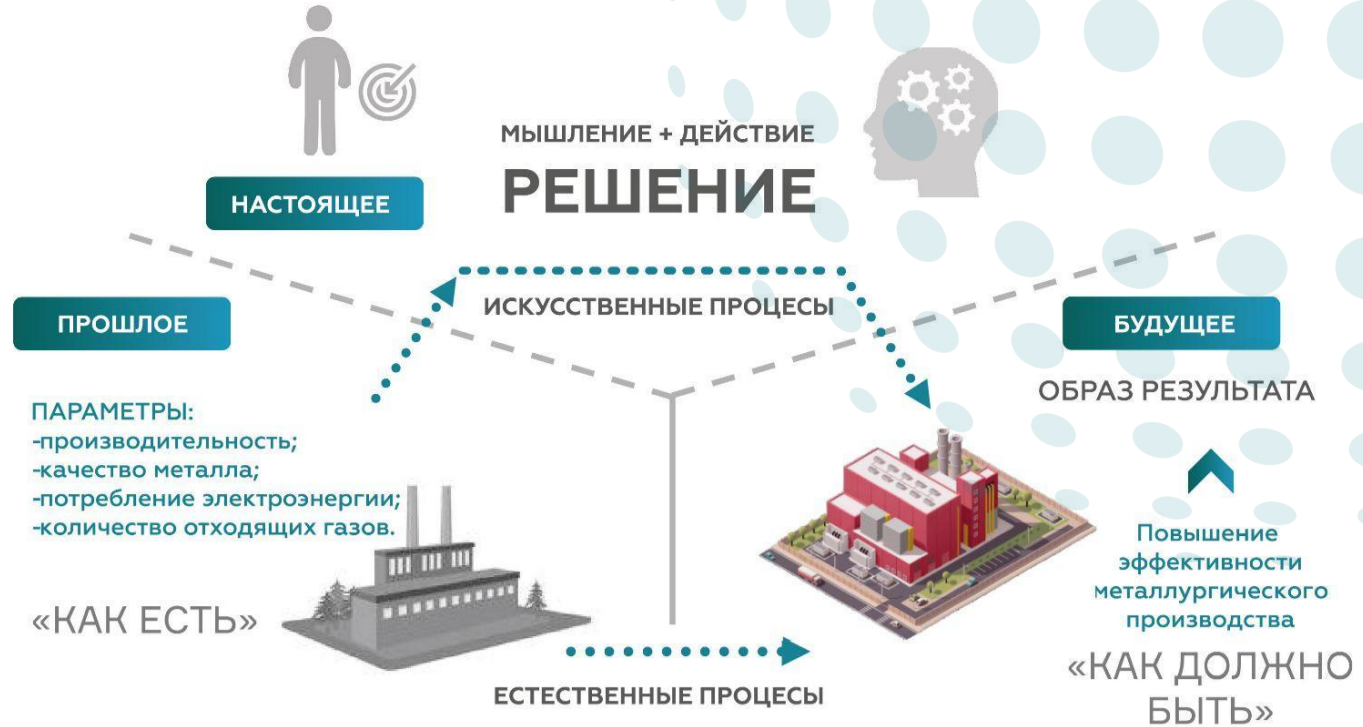 МЫШЛЕНИЕ + ДЕЙСТВИЕ
РЕШЕНИЕ
НАСТОЯЩЕЕ
ИСКУССТВЕННЫЕ ПРОЦЕСЫ
ПРОШЛОЕ
ПАРАМЕТРЫ:
-производительность;
-качество металла;
-потребление электроэнергии;
-количество отходящих газов.
«КАК ЕСТЬ»
ЕСТЕСТВЕННЫЕ ПРОЦЕСЫ
БУДУЩЕЕ
ОБРАЗ РЕЗУЛЬТАТА
Повышение
эффективности
металлургического
производства
«КАК ДОЛЖНО
БЫТЬ»